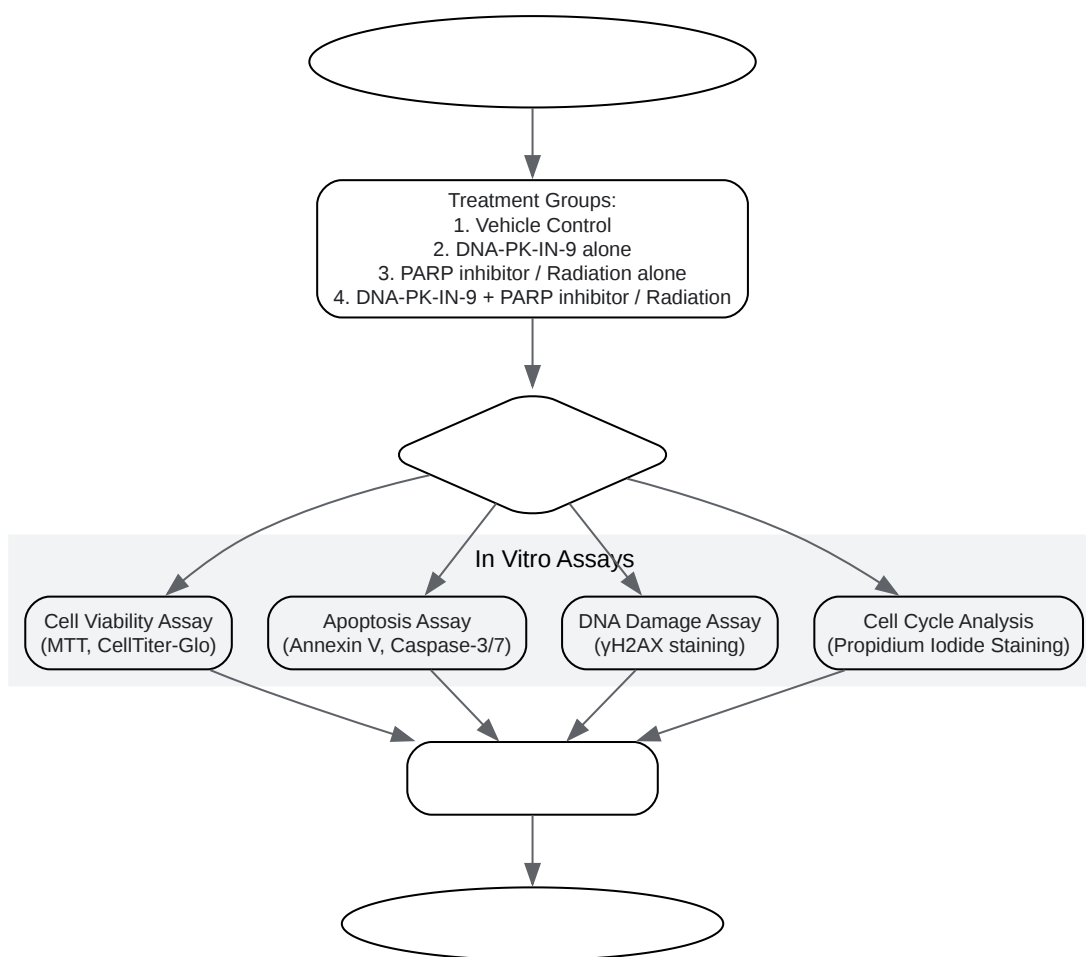 Treatment Groups:
1. Vehicle Control
2. DNA-PK-IN-9 alone
3. PARP inhibitor / Radiation alone
4. DNA-PK-IN-9 + PARP inhibitor / Radiation
In Vitro Assays
Cell Viability Assay
(MTT, CellTiter-Glo)
Apoptosis Assay
(Annexin V, Caspase-3/7)
DNA Damage Assay
(γH2AX staining)
Cell Cycle Analysis
(Propidium Iodide Staining)